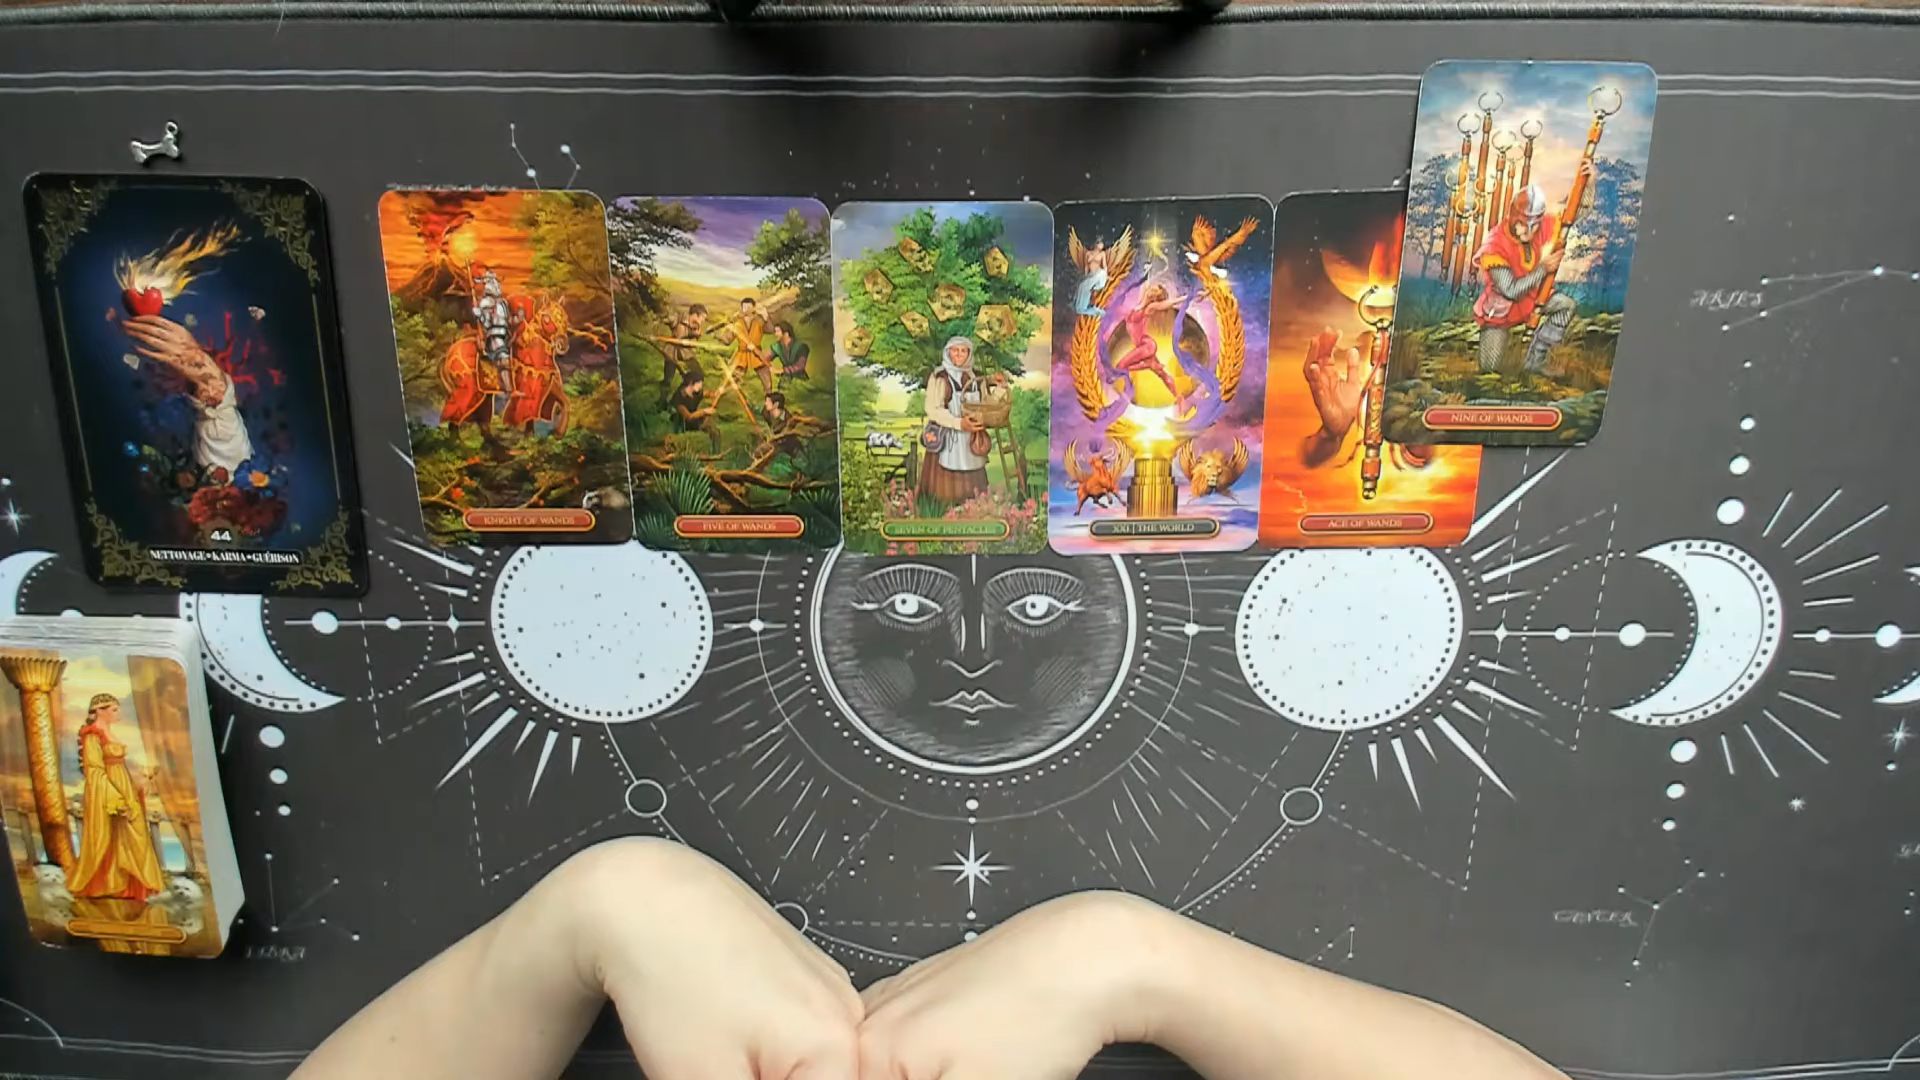 44
NETTOYAGE•KARMA•GUÉRISON
KNIGHT OF WANDS
FIVE OF WANDS
SEVEN OF PENTACLES
XXI | THE WORLD
ACE OF WANDS
NINE OF WANDS
ARIES
LIBRA
CANCER